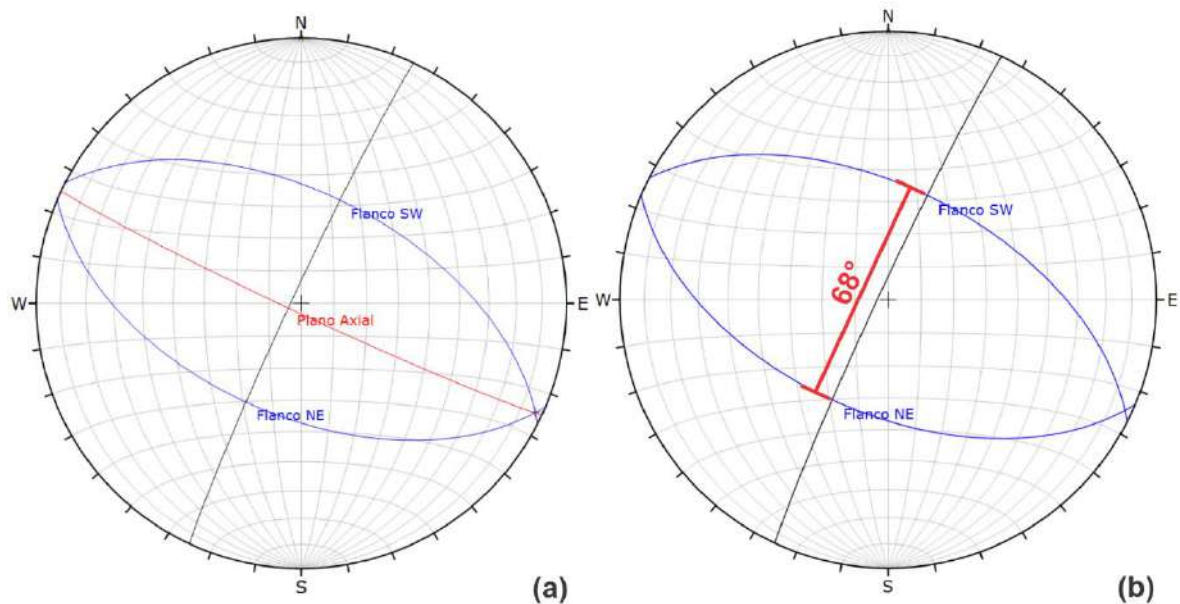 N
Flanco SW
W
E
Plano Axial
Flanco NE
S
(a)
N
Flanco SW
68°
W
E
Flanco NE
S
(b)